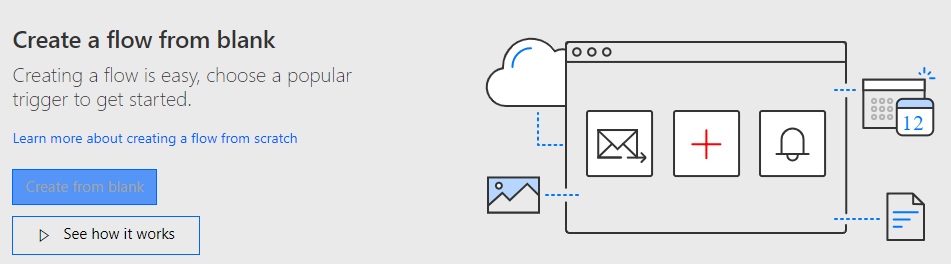 Create a flow from blank
Creating a flow is easy, choose a popular
trigger to get started.
Learn more about creating a flow from scratch
Create from blank
See how it works
12